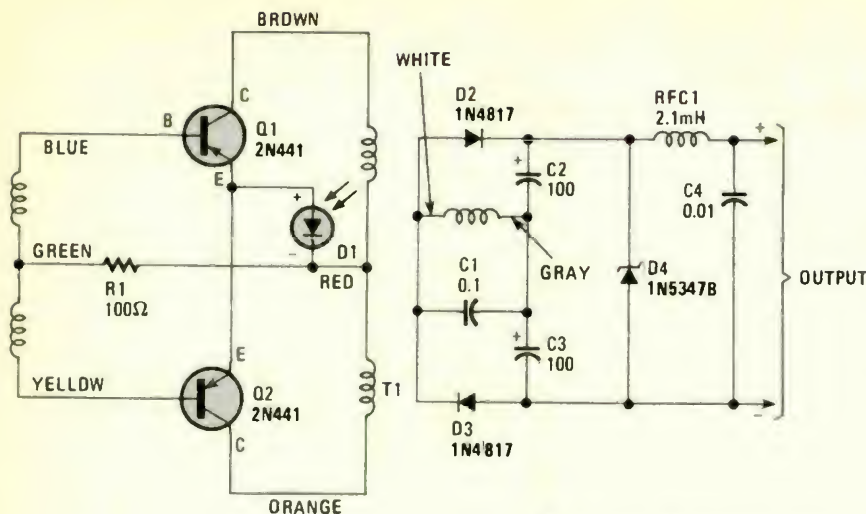 BROWN
WHITE
C
D2
1N4817
RFC1
2.1mH
B
Q1
2N441
BLUE
+
+
E
C2
100
C4
0.01
+
GREEN
D1
GRAY
R1
100Ω
-
RED
C1
0.1
D4
1N5347B
OUTPUT
+
C3
100
E
YELLOW
Q2
2N441
T1
-
C
D3
1N4817
ORANGE